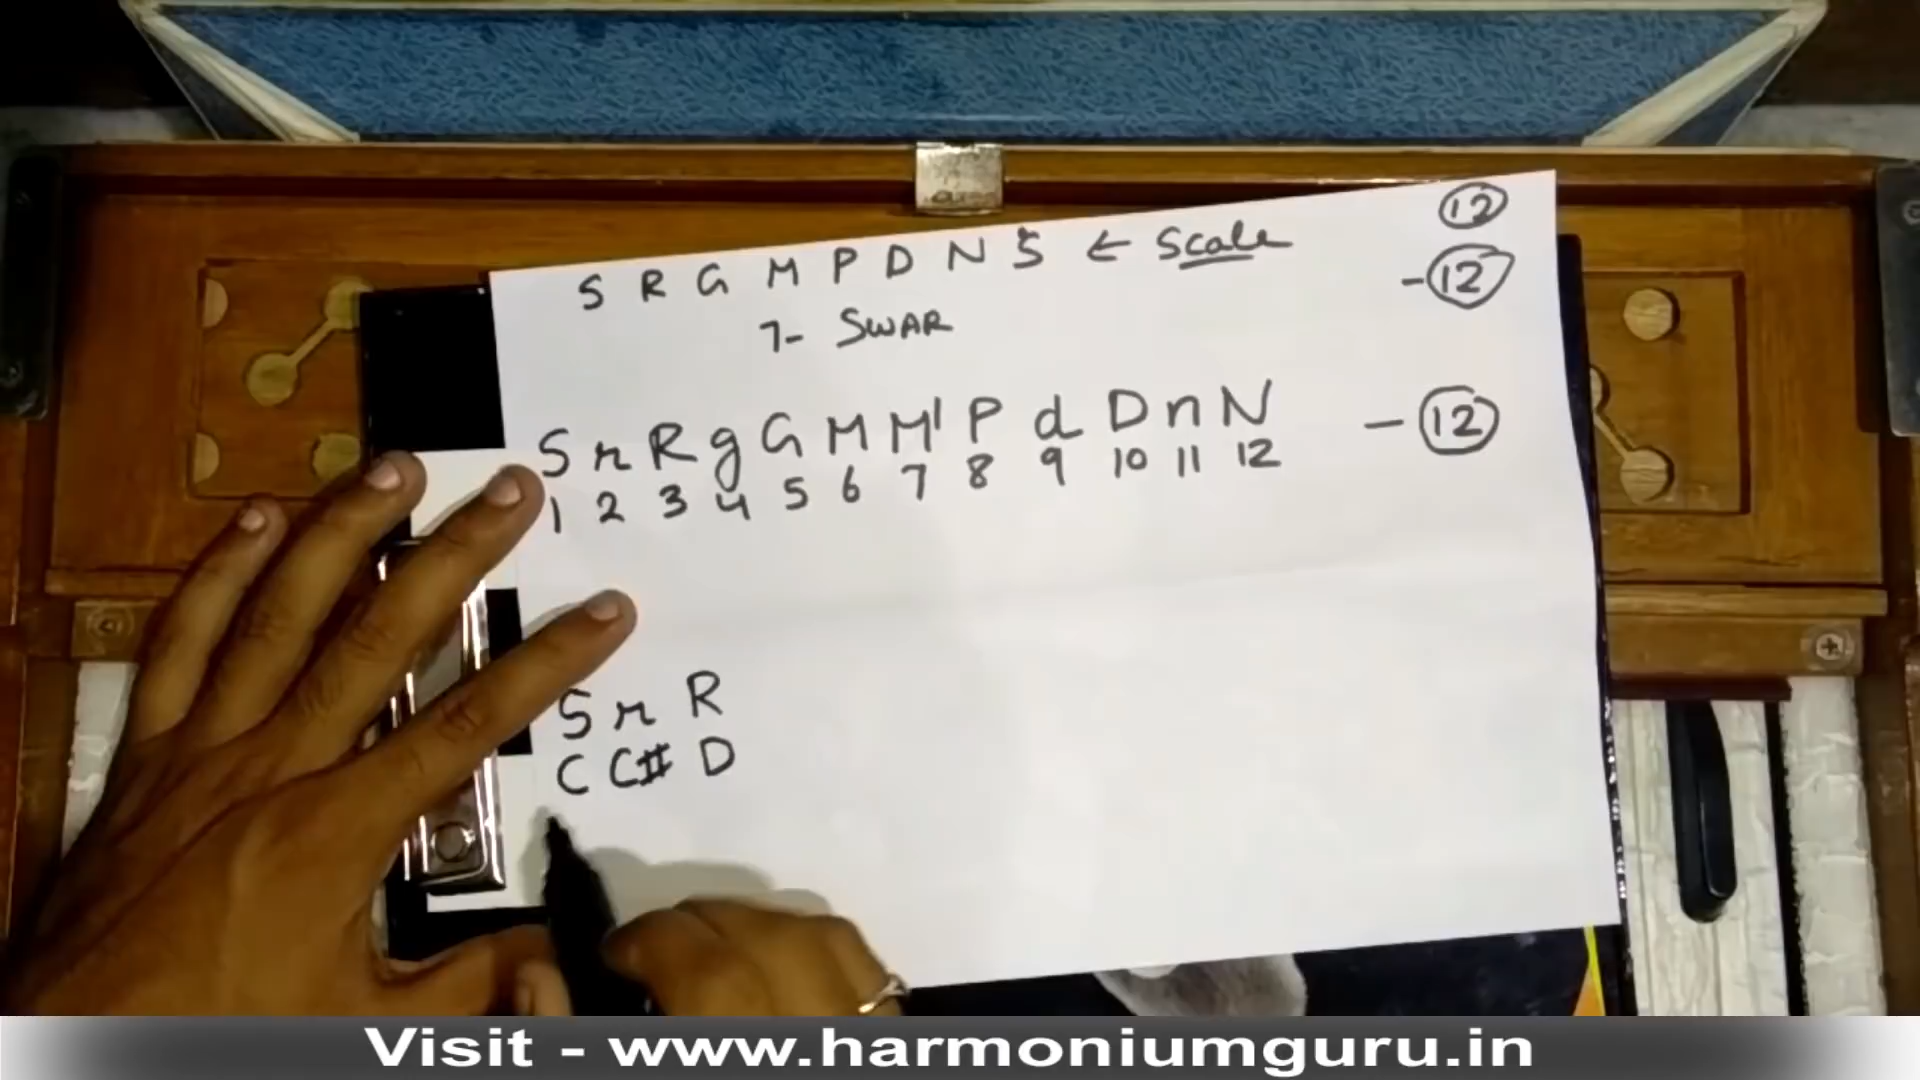 12
S R G M P D N Ṡ ← Scale -12
7- SWAR
S r R g G M M' P d D n N - 12
1 2 3 4 5 6 7 8 9 10 11 12
S r R
C C# D
Visit - www.harmoniumguru.in